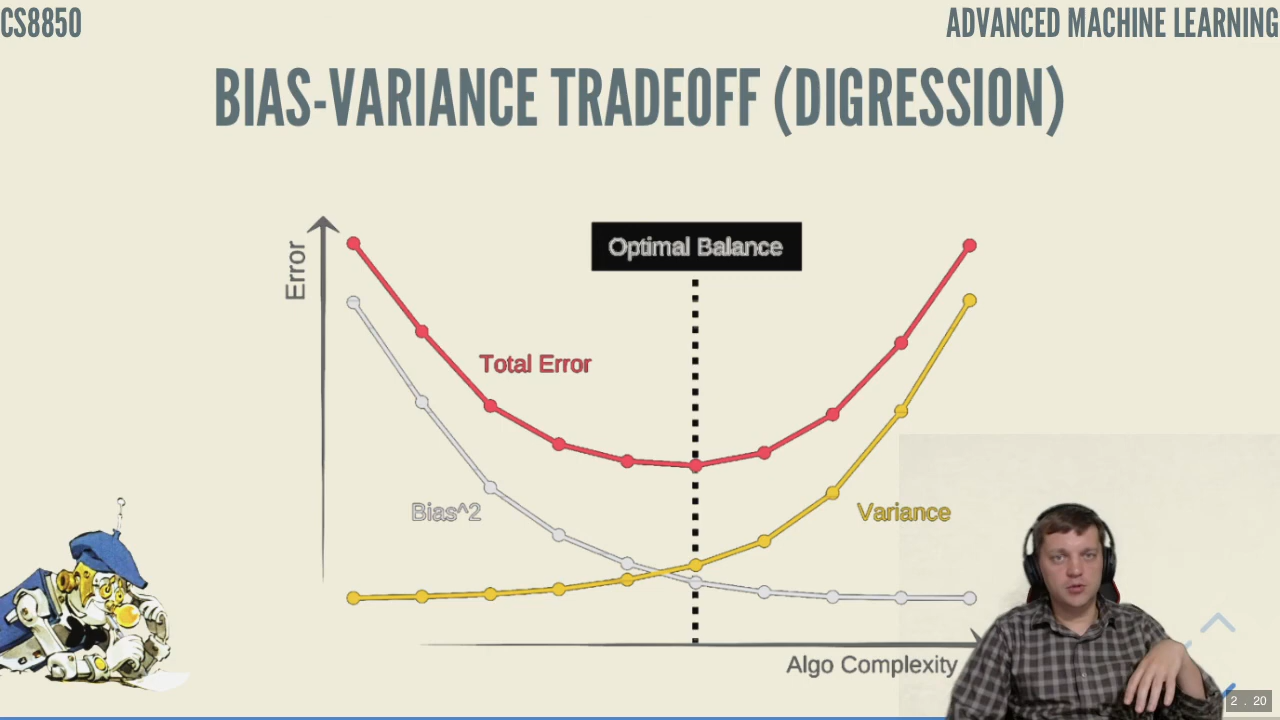 CS8850
ADVANCED MACHINE LEARNING
BIAS-VARIANCE TRADEOFF (DIGRESSION)
Error
Optimal Balance
Total Error
Bias^2
Variance
Algo Complexity
2 . 20